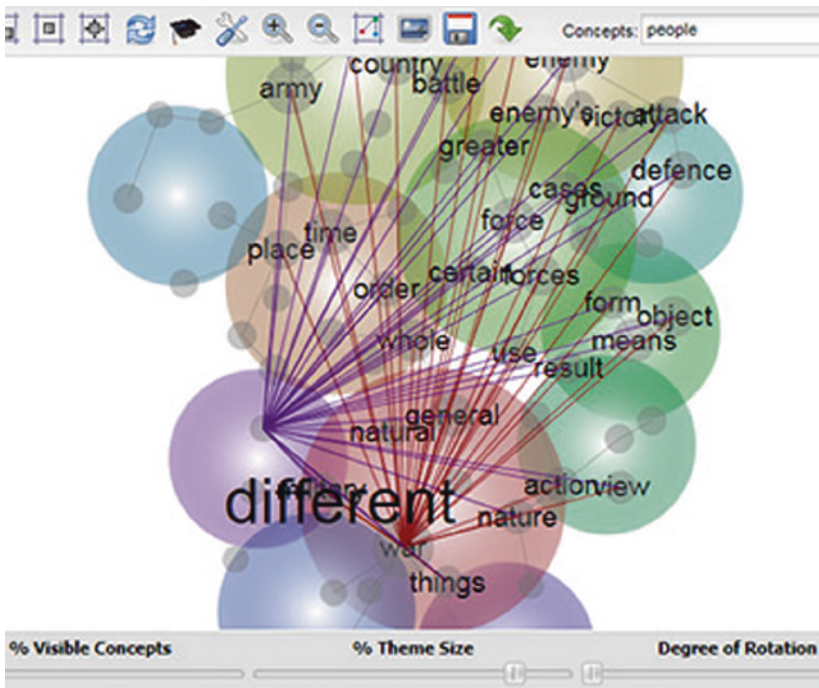 Concepts: people
country
enemy
battle
army
enemy's
victory
attack
greater
defence
cases
ground
force
time
place
certain
forces
order
form
object
whole
means
use
result
general
natural
action
view
different
nature
war
things
% Visible Concepts
% Theme Size
Degree of Rotation